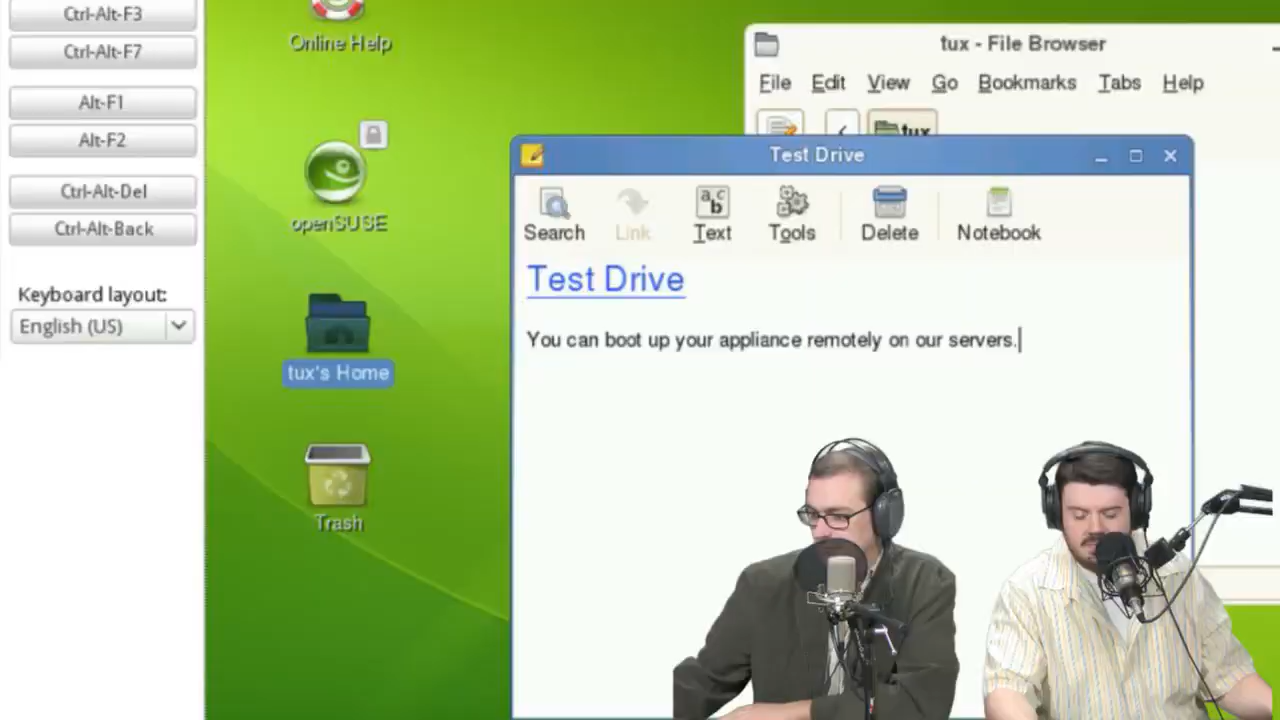 Ctrl-Alt-F3
Ctrl-Alt-F7
Alt-F1
Alt-F2
Ctrl-Alt-Del
Ctrl-Alt-Back
Keyboard layout:
English (US)
Online Help
openSUSE
tux's Home
Trash
tux - File Browser
File Edit View Go Bookmarks Tabs Help
tux
Test Drive
Search Link Text Tools Delete Notebook
Test Drive
You can boot up your appliance remotely on our servers.